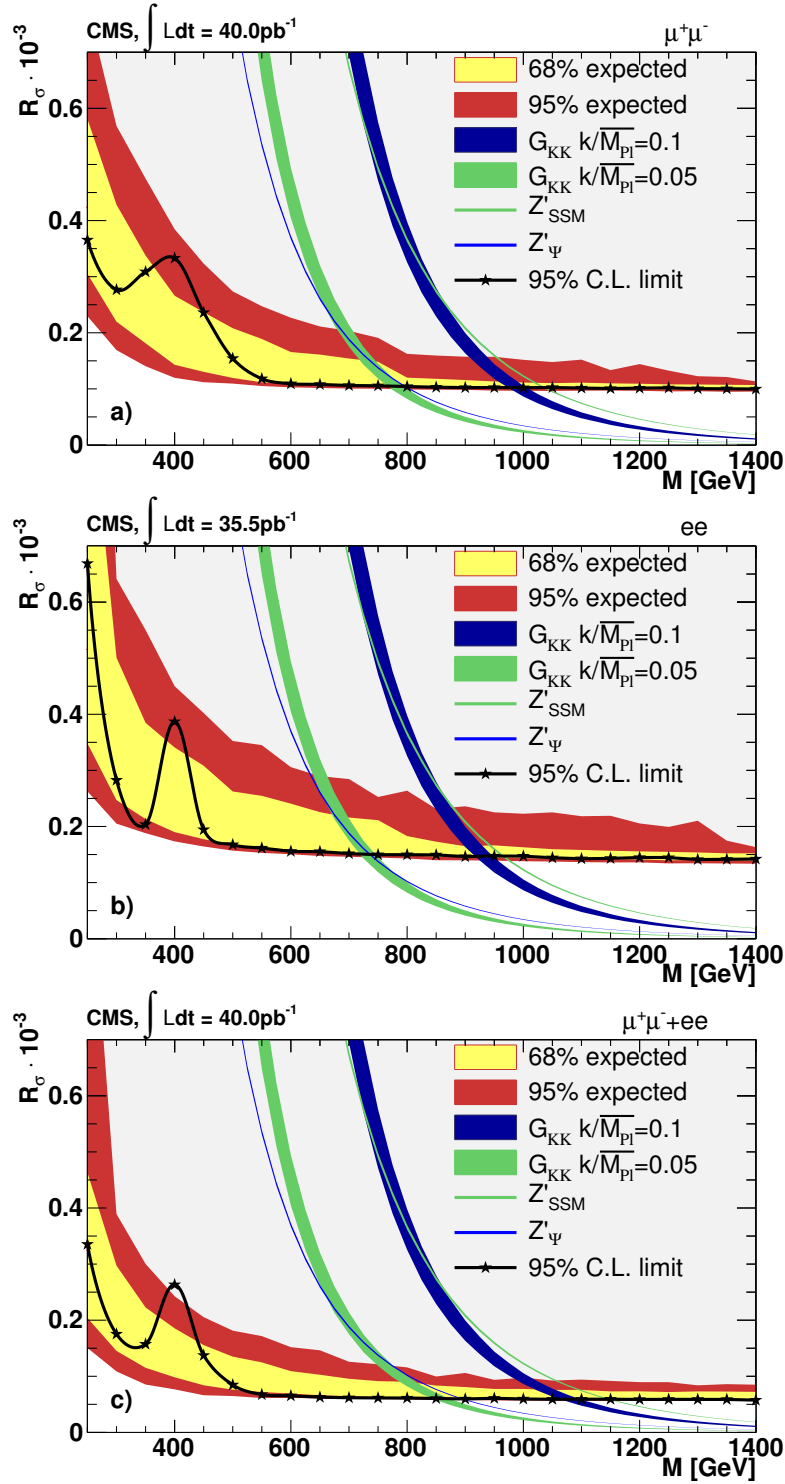 CMS, ∫ Ldt = 40.0pb⁻¹ μ⁺μ⁻
R_σ · 10⁻³
0.6
0.4
0.2
0
68% expected
95% expected
G_KK k/M̅_Pl=0.1
G_KK k/M̅_Pl=0.05
Z'_SSM
Z'_Ψ
95% C.L. limit
a)
400 600 800 1000 1200 1400
M [GeV]
CMS, ∫ Ldt = 35.5pb⁻¹ ee
R_σ · 10⁻³
0.6
0.4
0.2
0
68% expected
95% expected
G_KK k/M̅_Pl=0.1
G_KK k/M̅_Pl=0.05
Z'_SSM
Z'_Ψ
95% C.L. limit
b)
400 600 800 1000 1200 1400
M [GeV]
CMS, ∫ Ldt = 40.0pb⁻¹ μ⁺μ⁻+ee
R_σ · 10⁻³
0.6
0.4
0.2
0
68% expected
95% expected
G_KK k/M̅_Pl=0.1
G_KK k/M̅_Pl=0.05
Z'_SSM
Z'_Ψ
95% C.L. limit
c)
400 600 800 1000 1200 1400
M [GeV]